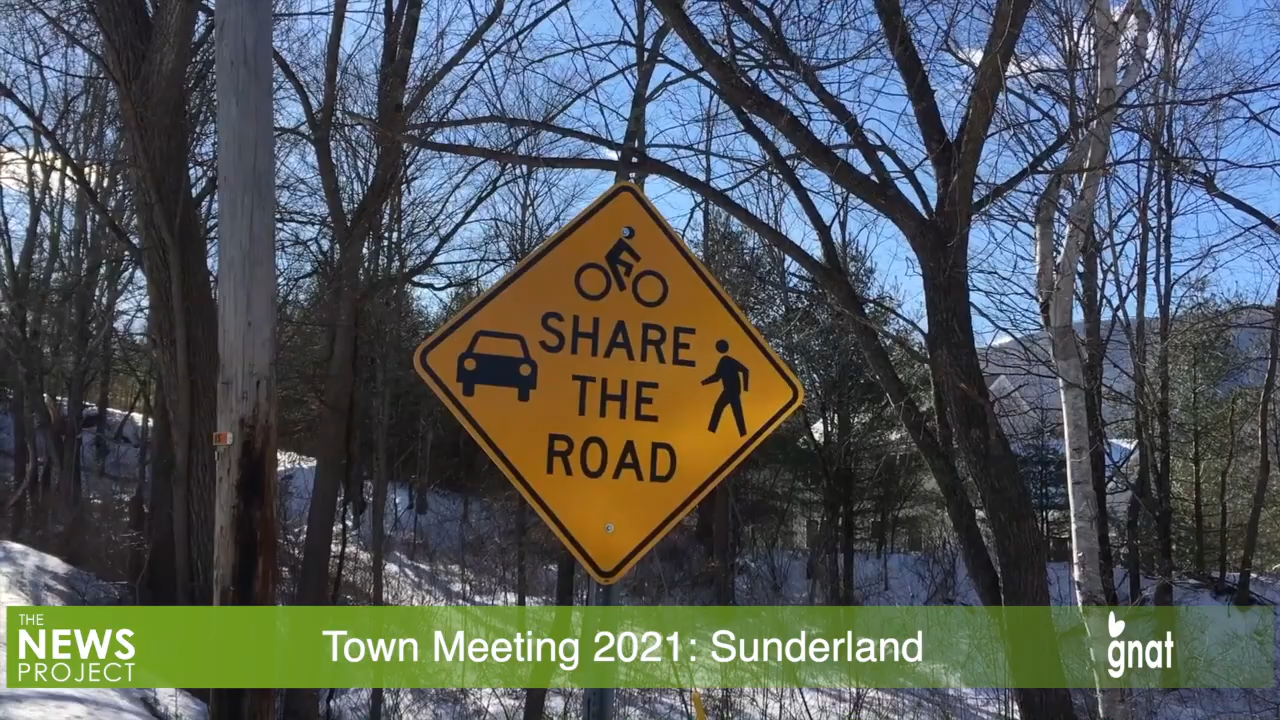 SHARE
THE
ROAD
THE
NEWS
PROJECT
Town Meeting 2021: Sunderland
gnat